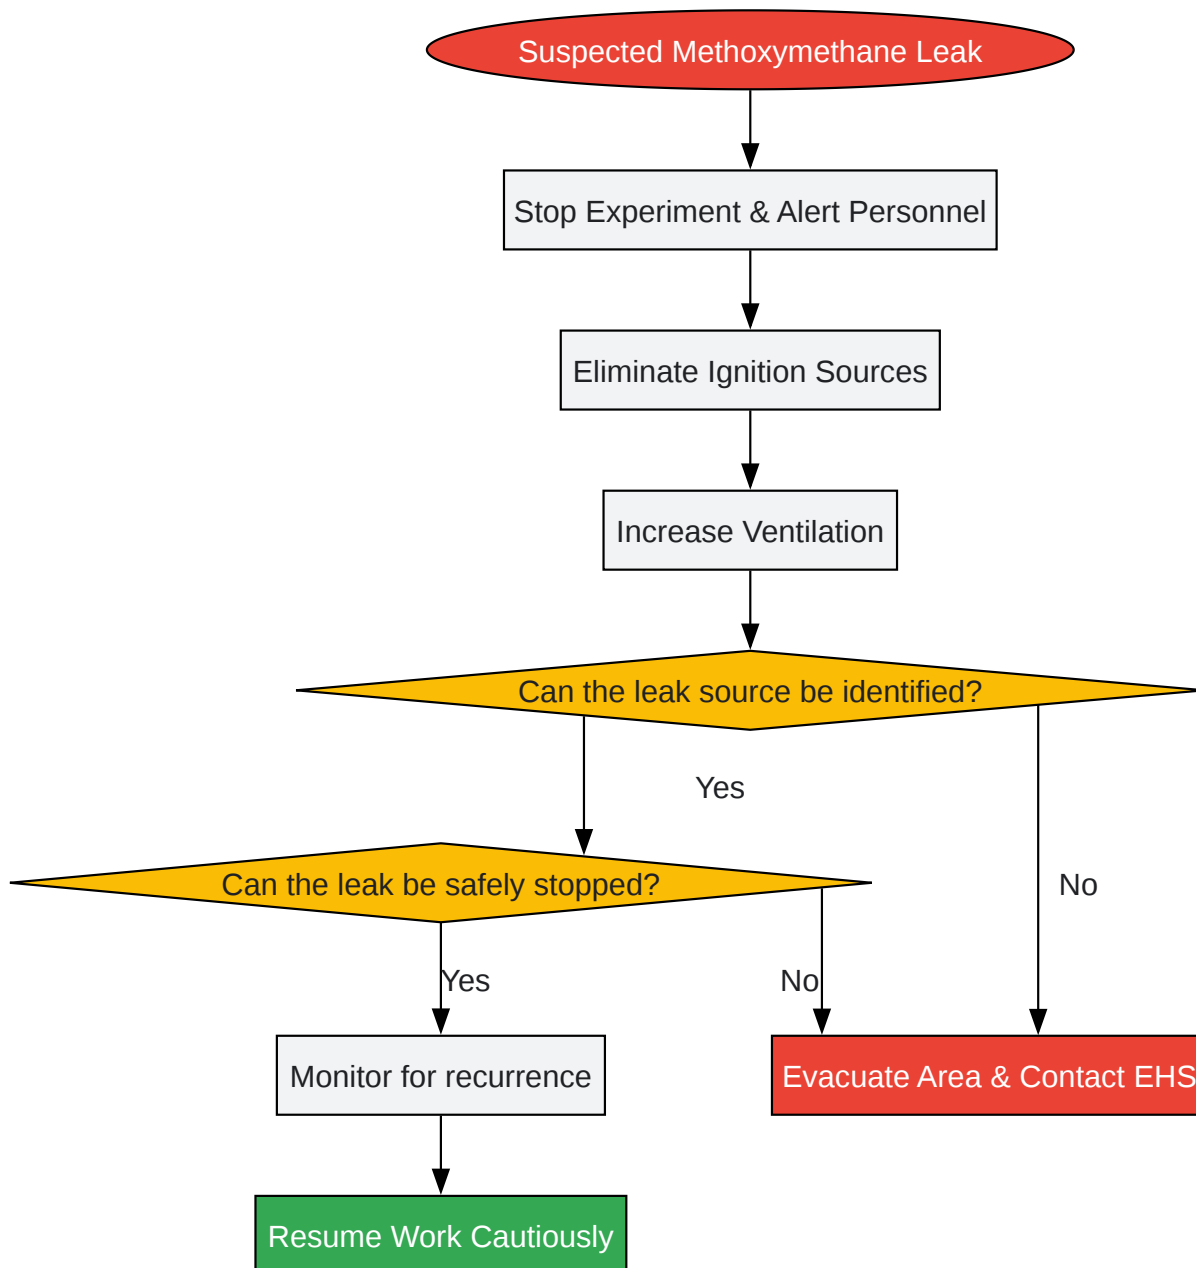 Suspected Methoxymethane Leak
Stop Experiment & Alert Personnel
Eliminate Ignition Sources
Increase Ventilation
Can the leak source be identified?
Yes
Can the leak be safely stopped?
No
Yes
No
Monitor for recurrence
Evacuate Area & Contact EHS
Resume Work Cautiously